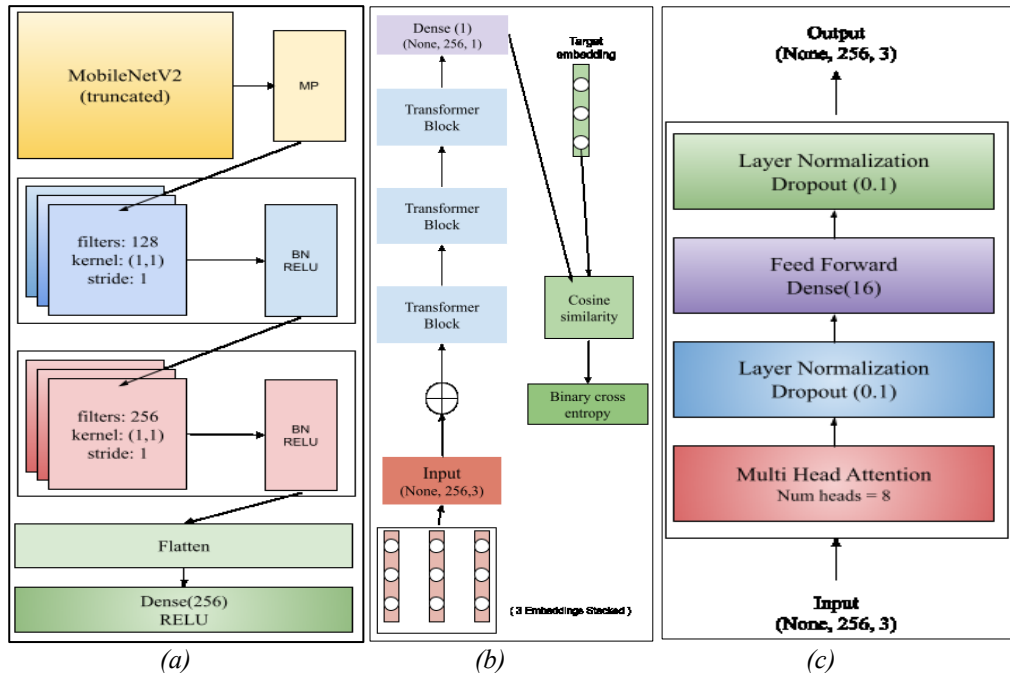 MobileNetV2
(truncated)
MP
filters: 128
kernel: (1,1)
stride: 1
BN
RELU
filters: 256
kernel: (1,1)
stride: 1
BN
RELU
Flatten
Dense(256)
RELU
(a)
Dense (1)
(None, 256, 1)
Target
embedding
Transformer
Block
Transformer
Block
Transformer
Block
Cosine
similarity
Binary cross
entropy
Input
(None, 256,3)
( 3 Embeddings Stacked )
(b)
Output
(None, 256, 3)
Layer Normalization
Dropout (0.1)
Feed Forward
Dense(16)
Layer Normalization
Dropout (0.1)
Multi Head Attention
Num heads = 8
Input
(None, 256, 3)
(c)